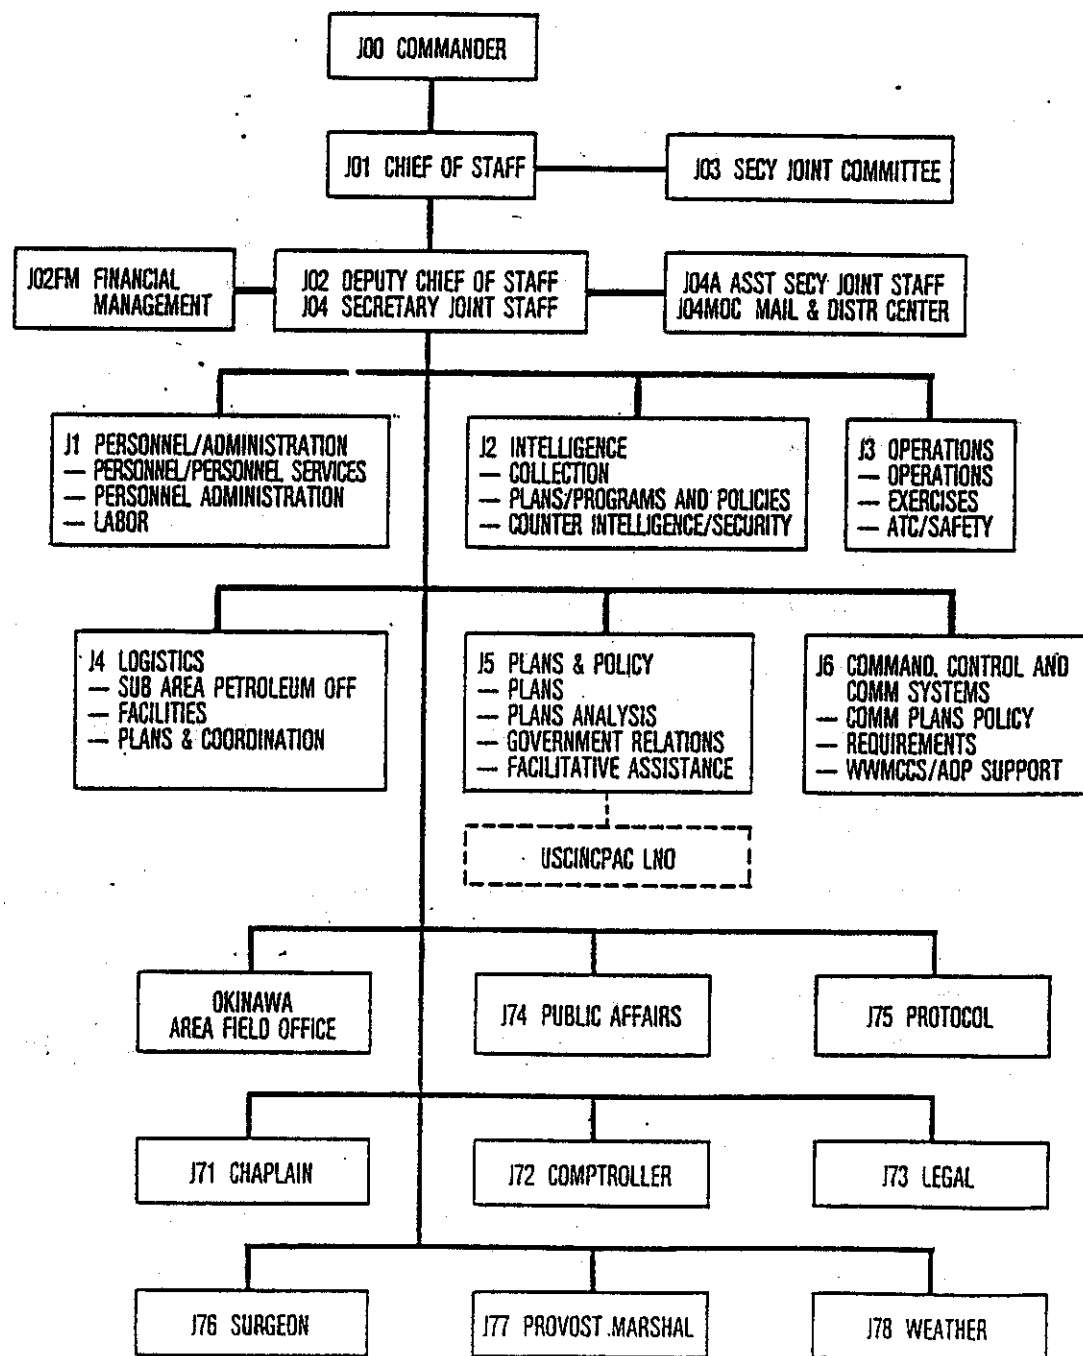 J00 COMMANDER
J01 CHIEF OF STAFF
J03 SECY JOINT COMMITTEE
J02FM FINANCIAL
MANAGEMENT
J02 DEPUTY CHIEF OF STAFF
J04 SECRETARY JOINT STAFF
J04A ASST SECY JOINT STAFF
J04MDC MAIL & DISTR CENTER
J1 PERSONNEL/ADMINISTRATION
— PERSONNEL/PERSONNEL SERVICES
— PERSONNEL ADMINISTRATION
— LABOR
J2 INTELLIGENCE
— COLLECTION
— PLANS/PROGRAMS AND POLICIES
— COUNTER INTELLIGENCE/SECURITY
J3 OPERATIONS
— OPERATIONS
— EXERCISES
— ATC/SAFETY
J4 LOGISTICS
— SUB AREA PETROLEUM OFF
— FACILITIES
— PLANS & COORDINATION
J5 PLANS & POLICY
— PLANS
— PLANS ANALYSIS
— GOVERNMENT RELATIONS
— FACILITATIVE ASSISTANCE
J6 COMMAND, CONTROL AND
COMM SYSTEMS
— COMM PLANS POLICY
— REQUIREMENTS
— WWMCCS/ADP SUPPORT
USCINCPAC LNO
OKINAWA
AREA FIELD OFFICE
J74 PUBLIC AFFAIRS
J75 PROTOCOL
J71 CHAPLAIN
J72 COMPTROLLER
J73 LEGAL
J76 SURGEON
J77 PROVOST MARSHAL
J78 WEATHER